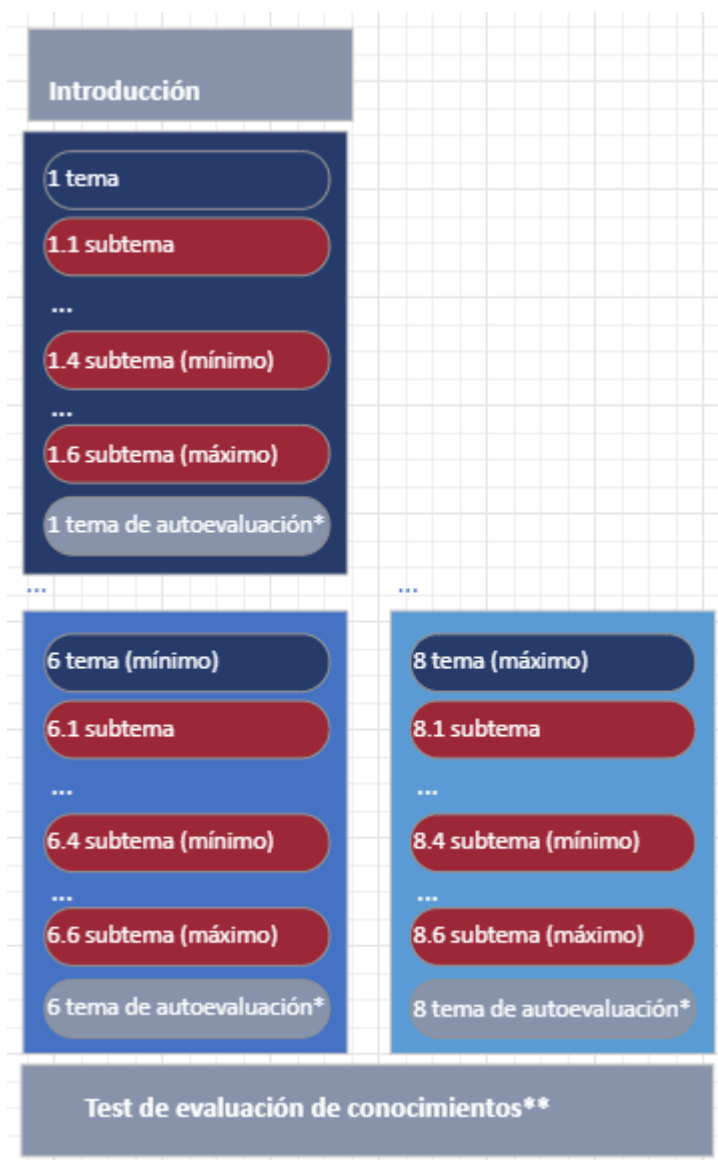 Introducción
1 tema
1.1 subtema
...
1.4 subtema (mínimo)
...
1.6 subtema (máximo)
1 tema de autoevaluación*
...
6 tema (mínimo)
6.1 subtema
...
6.4 subtema (mínimo)
...
6.6 subtema (máximo)
6 tema de autoevaluación*
...
8 tema (máximo)
8.1 subtema
...
8.4 subtema (mínimo)
...
8.6 subtema (máximo)
8 tema de autoevaluación*
Test de evaluación de conocimientos**